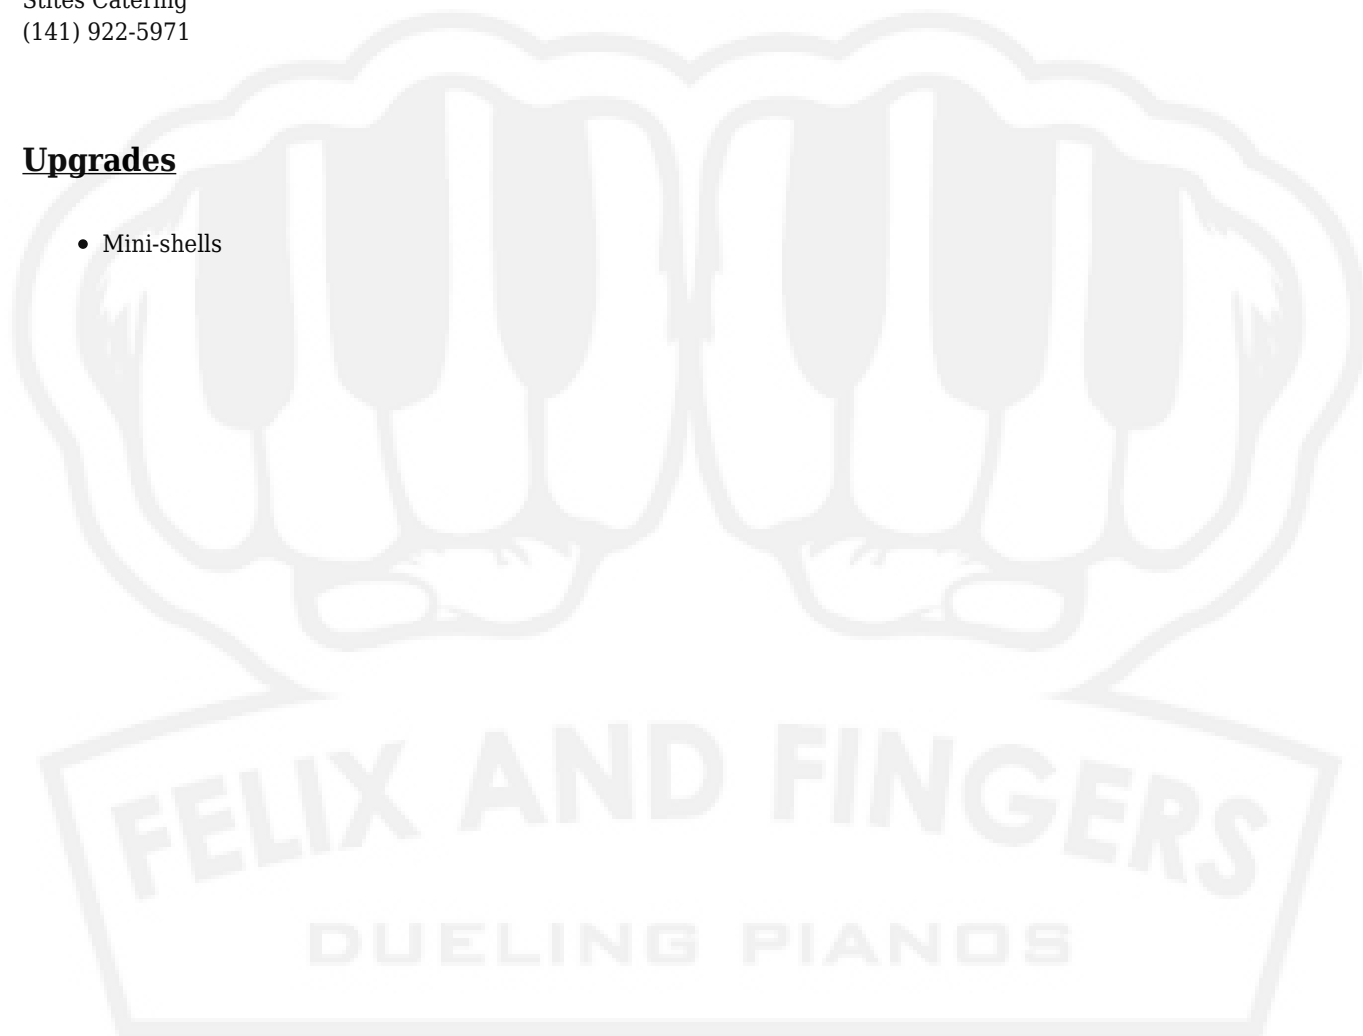 Stites Catering
(141) 922-5971
Upgrades
Mini-shells
FELIX AND FINGERS
DUELING PIANOS